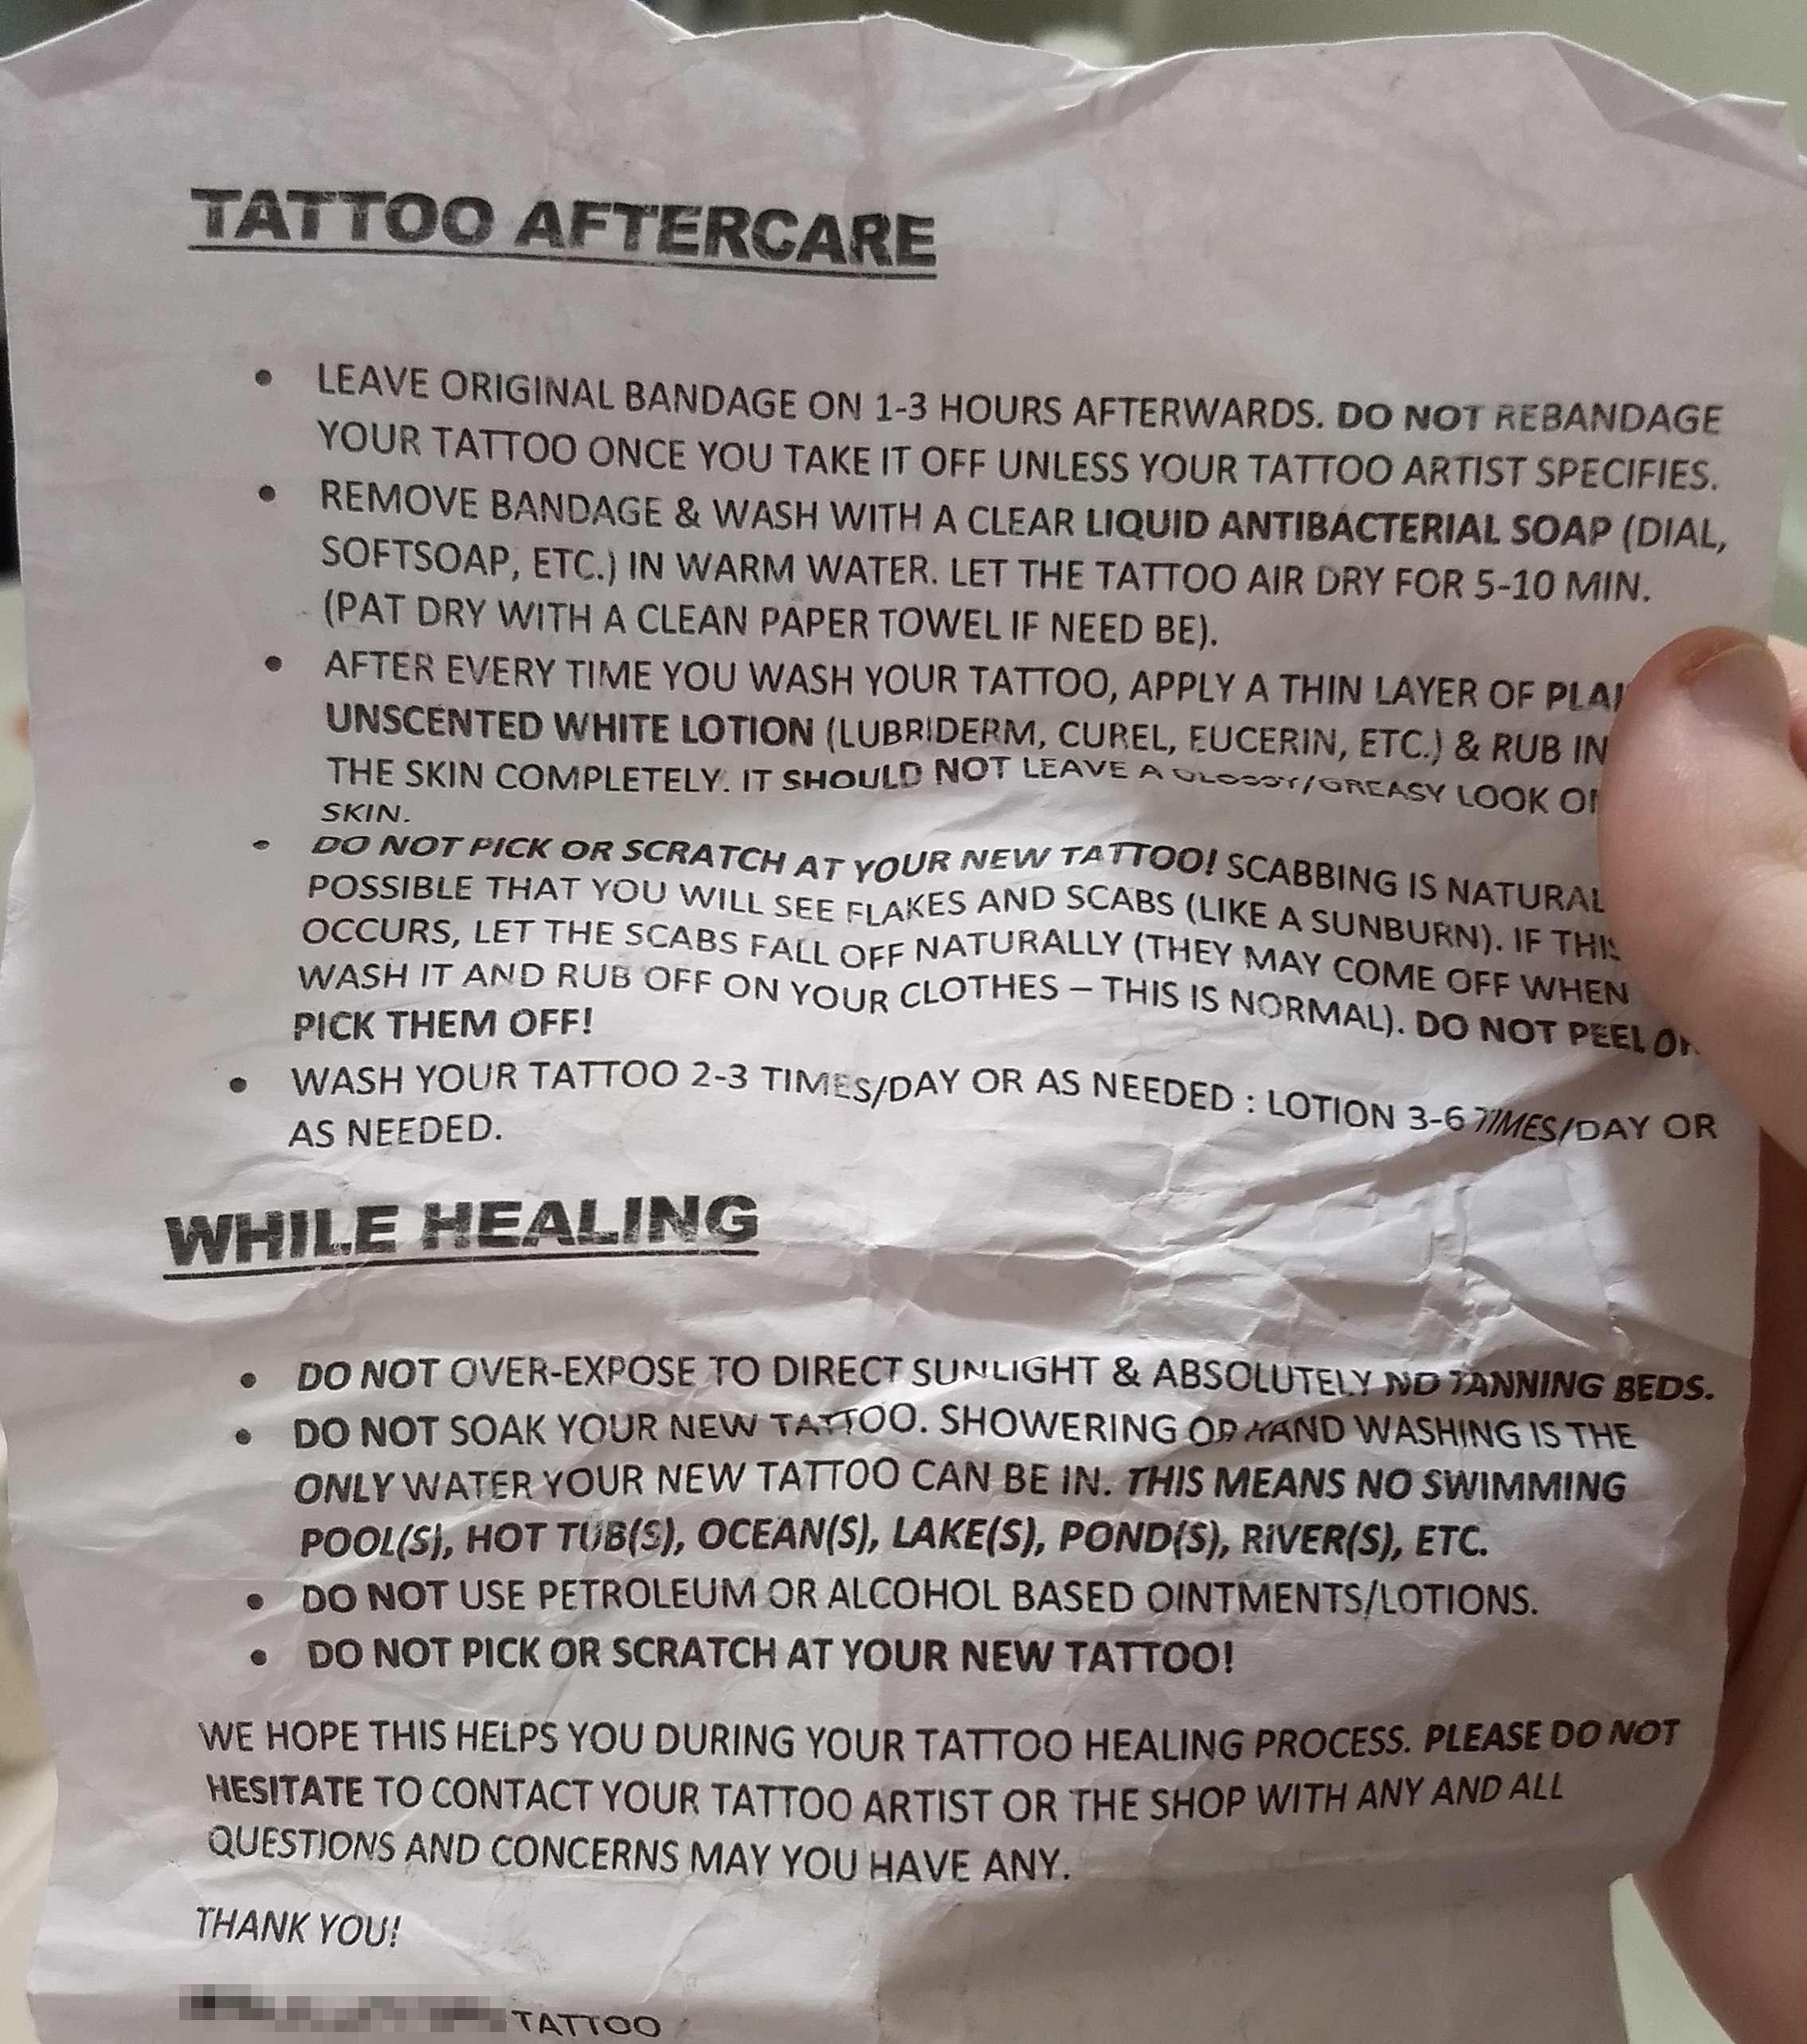 TATTOO AFTERCARE
• LEAVE ORIGINAL BANDAGE ON 1-3 HOURS AFTERWARDS. DO NOT REBANDAGE
YOUR TATTOO ONCE YOU TAKE IT OFF UNLESS YOUR TATTOO ARTIST SPECIFIES.
• REMOVE BANDAGE & WASH WITH A CLEAR LIQUID ANTIBACTERIAL SOAP (DIAL,
SOFTSOAP, ETC.) IN WARM WATER. LET THE TATTOO AIR DRY FOR 5-10 MIN.
(PAT DRY WITH A CLEAN PAPER TOWEL IF NEED BE).
• AFTER EVERY TIME YOU WASH YOUR TATTOO, APPLY A THIN LAYER OF
UNSCENTED WHITE LOTION (LUBRIDERM, CUREL, EUCERIN, ETC.) & RUB IN
THE SKIN COMPLETELY. IT SHOULD NOT LEAVE A GLOSSY/GREASY LOOK
SKIN.
• DO NOT PICK OR SCRATCH AT YOUR NEW TATTOO! SCABBING IS NATURAL
POSSIBLE THAT YOU WILL SEE FLAKES AND SCABS (LIKE A SUNBURN). IF THIS
OCCURS, LET THE SCABS FALL OFF NATURALLY (THEY MAY COME OFF WHEN
WASH IT AND RUB OFF ON YOUR CLOTHES – THIS IS NORMAL). DO NOT PEEL OR
PICK THEM OFF!
• WASH YOUR TATTOO 2-3 TIMES/DAY OR AS NEEDED : LOTION 3-6 TIMES/DAY OR
AS NEEDED.
WHILE HEALING
• DO NOT OVER-EXPOSE TO DIRECT SUNLIGHT & ABSOLUTELY NO TANNING BEDS.
• DO NOT SOAK YOUR NEW TATTOO. SHOWERING OR HAND WASHING IS THE
ONLY WATER YOUR NEW TATTOO CAN BE IN. THIS MEANS NO SWIMMING
POOL(S), HOT TUB(S), OCEAN(S), LAKE(S), POND(S), RIVER(S), ETC.
• DO NOT USE PETROLEUM OR ALCOHOL BASED OINTMENTS/LOTIONS.
• DO NOT PICK OR SCRATCH AT YOUR NEW TATTOO!
WE HOPE THIS HELPS YOU DURING YOUR TATTOO HEALING PROCESS. PLEASE DO NOT
HESITATE TO CONTACT YOUR TATTOO ARTIST OR THE SHOP WITH ANY AND ALL
QUESTIONS AND CONCERNS MAY YOU HAVE ANY.
THANK YOU!
TATTOO